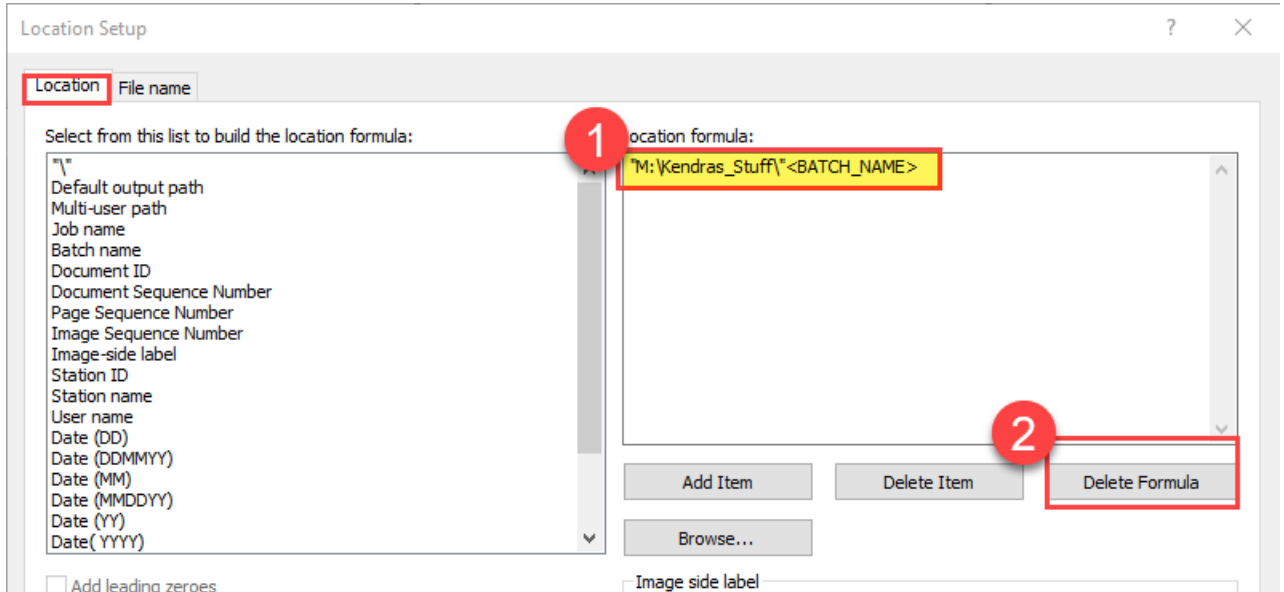 Location Setup
?
Location
File name
Select from this list to build the location formula:
1
ocation formula:
"\"
Default output path
Multi-user path
Job name
Batch name
Document ID
Document Sequence Number
Page Sequence Number
Image Sequence Number
Image-side label
Station ID
Station name
User name
Date (DD)
Date (DDMMYY)
Date (MM)
Date (MMDDYY)
Date (YY)
Date( YYYY)
"M:\Kendras_Stuff\"<BATCH_NAME>
2
Add Item
Delete Item
Delete Formula
Browse...
Add leading zeroes
Image side label